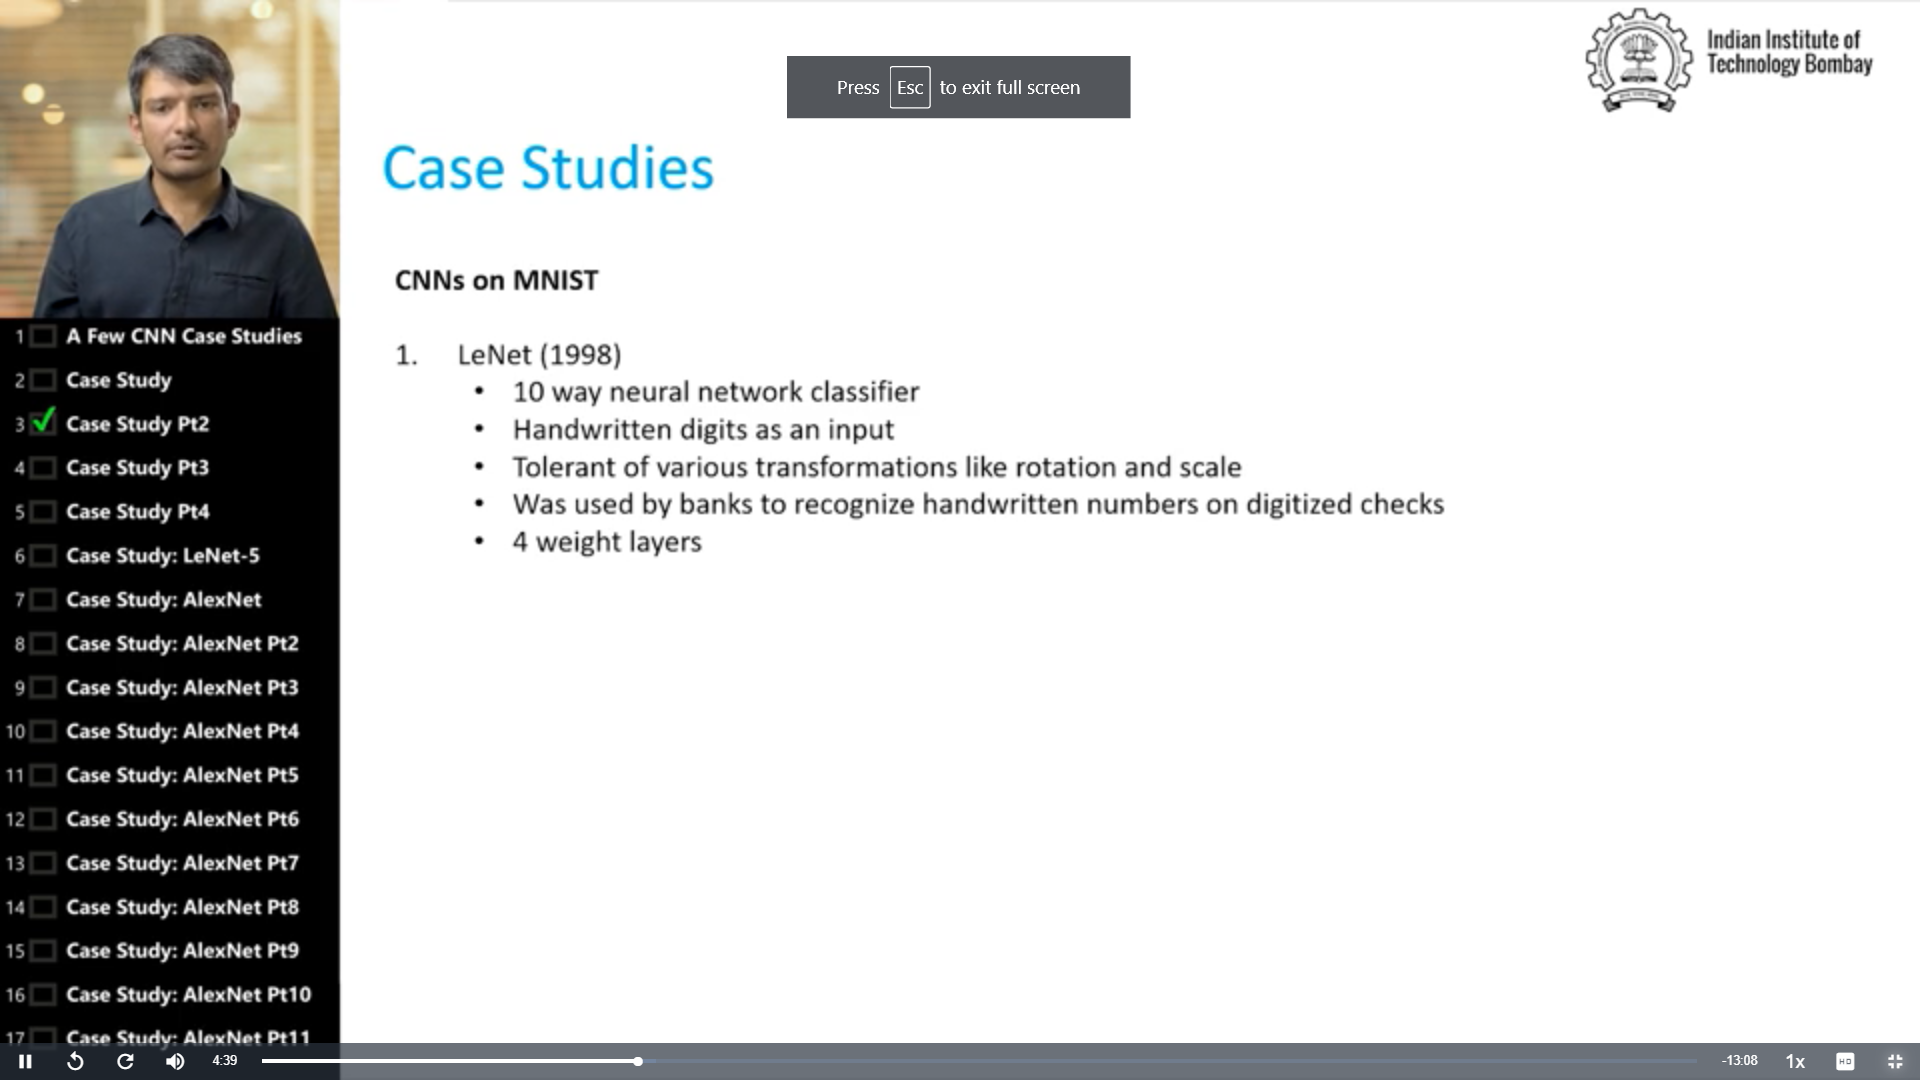 Indian Institute of
Technology Bombay
Press Esc to exit full screen
Case Studies
CNNs on MNIST
1. LeNet (1998)
• 10 way neural network classifier
• Handwritten digits as an input
• Tolerant of various transformations like rotation and scale
• Was used by banks to recognize handwritten numbers on digitized checks
• 4 weight layers
1 A Few CNN Case Studies
2 Case Study
3 Case Study Pt2
4 Case Study Pt3
5 Case Study Pt4
6 Case Study: LeNet-5
7 Case Study: AlexNet
8 Case Study: AlexNet Pt2
9 Case Study: AlexNet Pt3
10 Case Study: AlexNet Pt4
11 Case Study: AlexNet Pt5
12 Case Study: AlexNet Pt6
13 Case Study: AlexNet Pt7
14 Case Study: AlexNet Pt8
15 Case Study: AlexNet Pt9
16 Case Study: AlexNet Pt10
17 Case Study: AlexNet Pt11
4:39 -13:08 1x HD